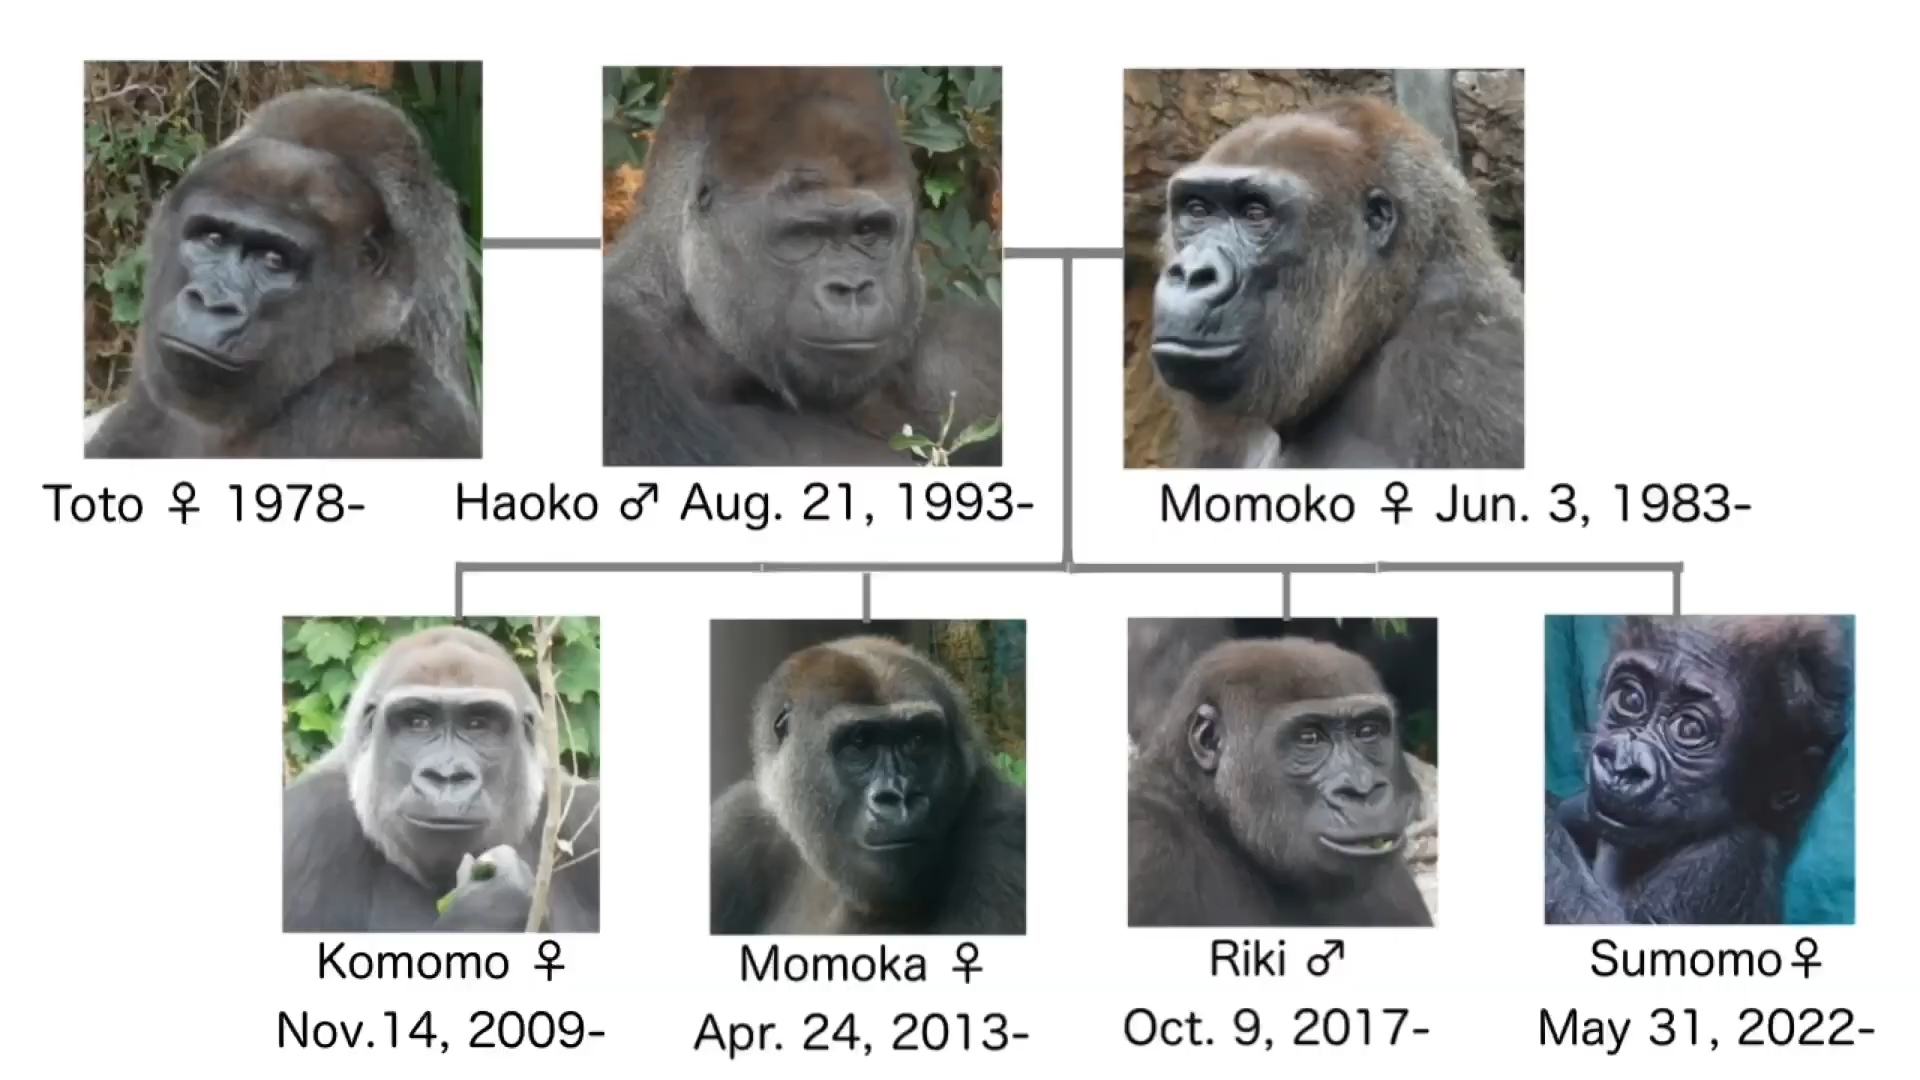 Toto ♀ 1978-
Haoko ♂ Aug. 21, 1993-
Momoko ♀ Jun. 3, 1983-
Komomo ♀
Nov.14, 2009-
Momoka ♀
Apr. 24, 2013-
Riki ♂
Oct. 9, 2017-
Sumomo♀
May 31, 2022-